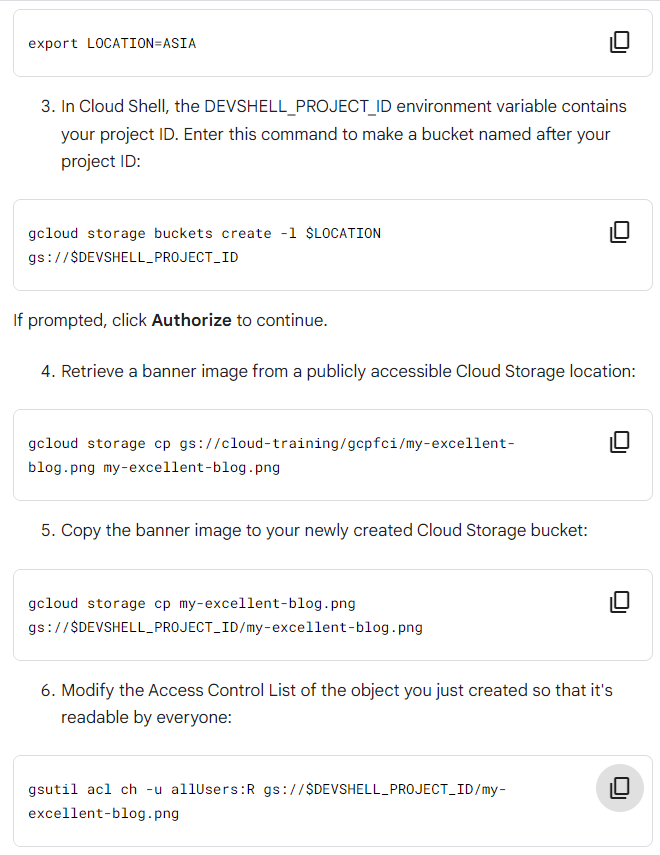 export LOCATION=ASIA
3. In Cloud Shell, the DEVSHELL_PROJECT_ID environment variable contains
your project ID. Enter this command to make a bucket named after your
project ID:
gcloud storage buckets create -l $LOCATION
gs://$DEVSHELL_PROJECT_ID
If prompted, click Authorize to continue.
4. Retrieve a banner image from a publicly accessible Cloud Storage location:
gcloud storage cp gs://cloud-training/gcpfci/my-excellent-
blog.png my-excellent-blog.png
5. Copy the banner image to your newly created Cloud Storage bucket:
gcloud storage cp my-excellent-blog.png
gs://$DEVSHELL_PROJECT_ID/my-excellent-blog.png
6. Modify the Access Control List of the object you just created so that it's
readable by everyone:
gsutil acl ch -u allUsers:R gs://$DEVSHELL_PROJECT_ID/my-
excellent-blog.png